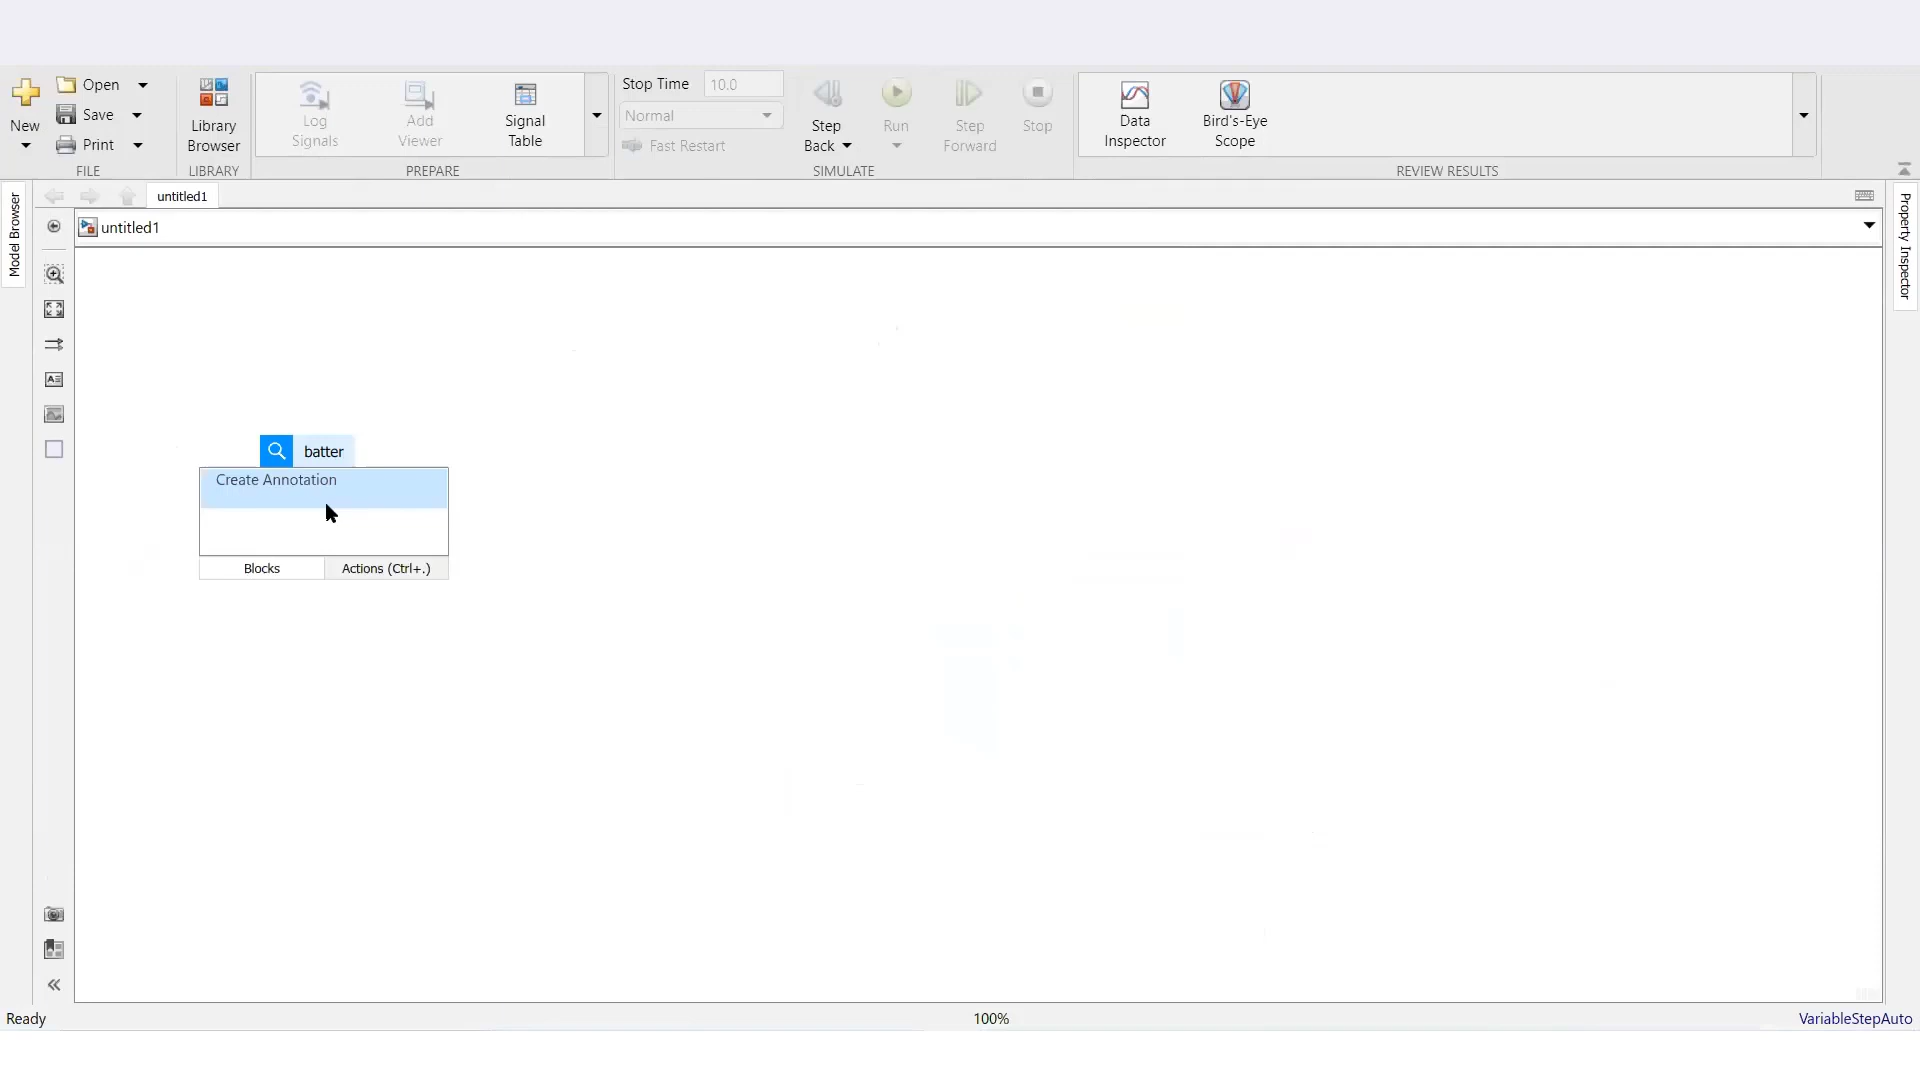 New
Open
Save
Print
FILE
Library
Browser
LIBRARY
Log
Signals
Add
Viewer
Signal
Table
PREPARE
Stop Time 10.0
Normal
Fast Restart
Step
Back
Run
Step
Forward
Stop
SIMULATE
Data
Inspector
Bird's-Eye
Scope
REVIEW RESULTS
Model Browser
untitled1
untitled1
Property Inspector
batter
Create Annotation
Blocks
Actions (Ctrl+.)
Ready
100%
VariableStepAuto